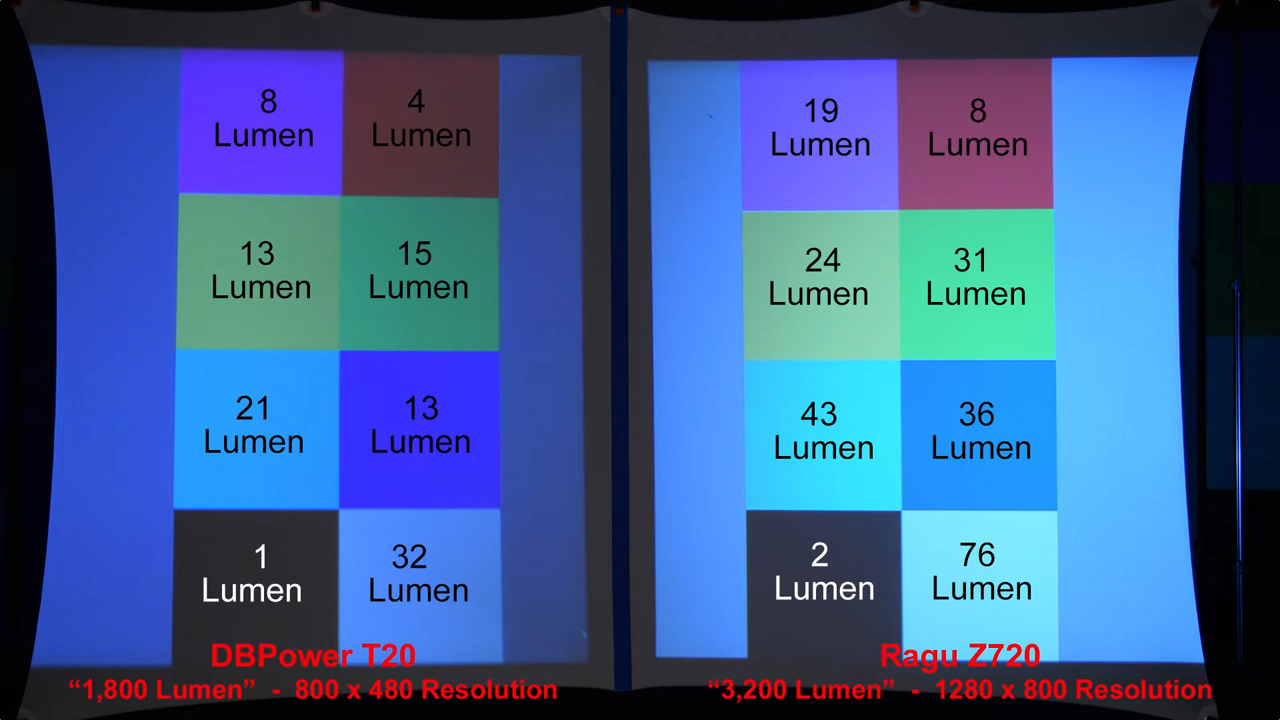 8
Lumen
4
Lumen
13
Lumen
15
Lumen
21
Lumen
13
Lumen
1
Lumen
32
Lumen
DBPower T20
“1,800 Lumen” - 800 x 480 Resolution
19
Lumen
8
Lumen
24
Lumen
31
Lumen
43
Lumen
36
Lumen
2
Lumen
76
Lumen
Ragu Z720
“3,200 Lumen” - 1280 x 800 Resolution